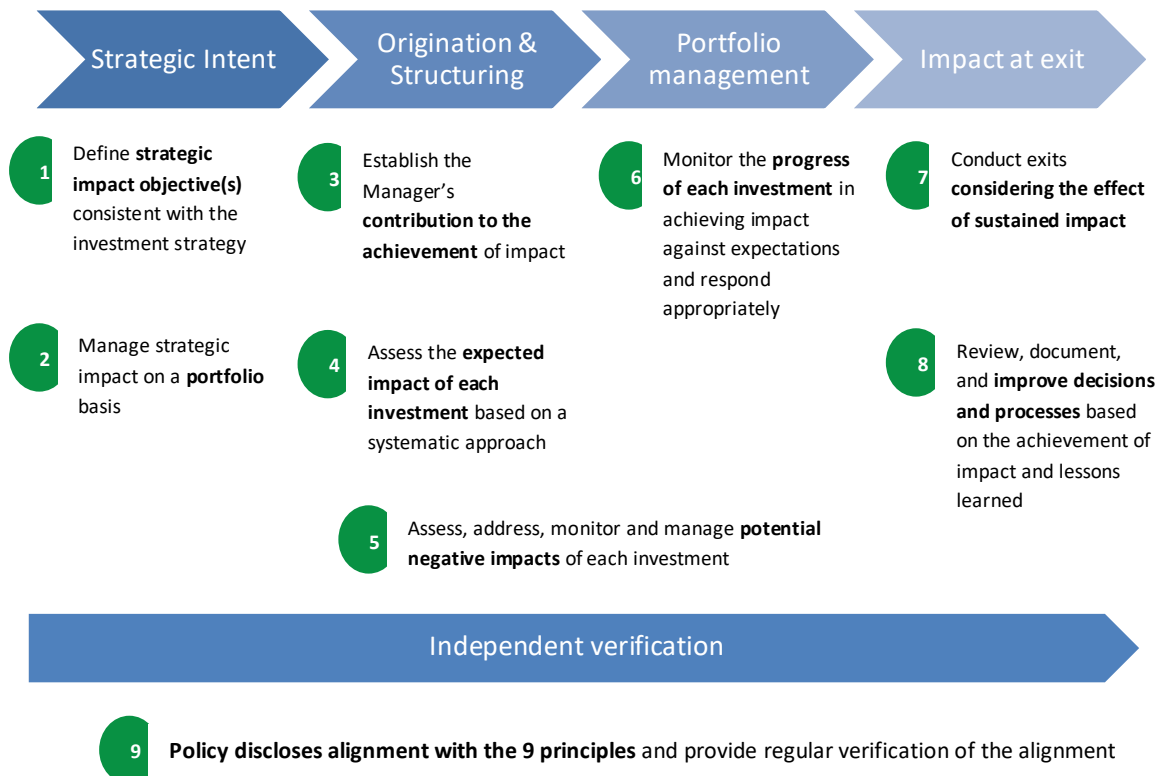 Strategic Intent
Origination &
Structuring
Portfolio
management
Impact at exit
1
Define strategic
impact objective(s)
consistent with the
investment strategy
2
Manage strategic
impact on a portfolio
basis
3
Establish the
Manager’s
contribution to the
achievement of impact
4
Assess the expected
impact of each
investment based on a
systematic approach
5
Assess, address, monitor and manage potential
negative impacts of each investment
6
Monitor the progress
of each investment in
achieving impact
against expectations
and respond
appropriately
7
Conduct exits
considering the effect
of sustained impact
8
Review, document,
and improve decisions
and processes based
on the achievement of
impact and lessons
learned
Independent verification
9
Policy discloses alignment with the 9 principles and provide regular verification of the alignment